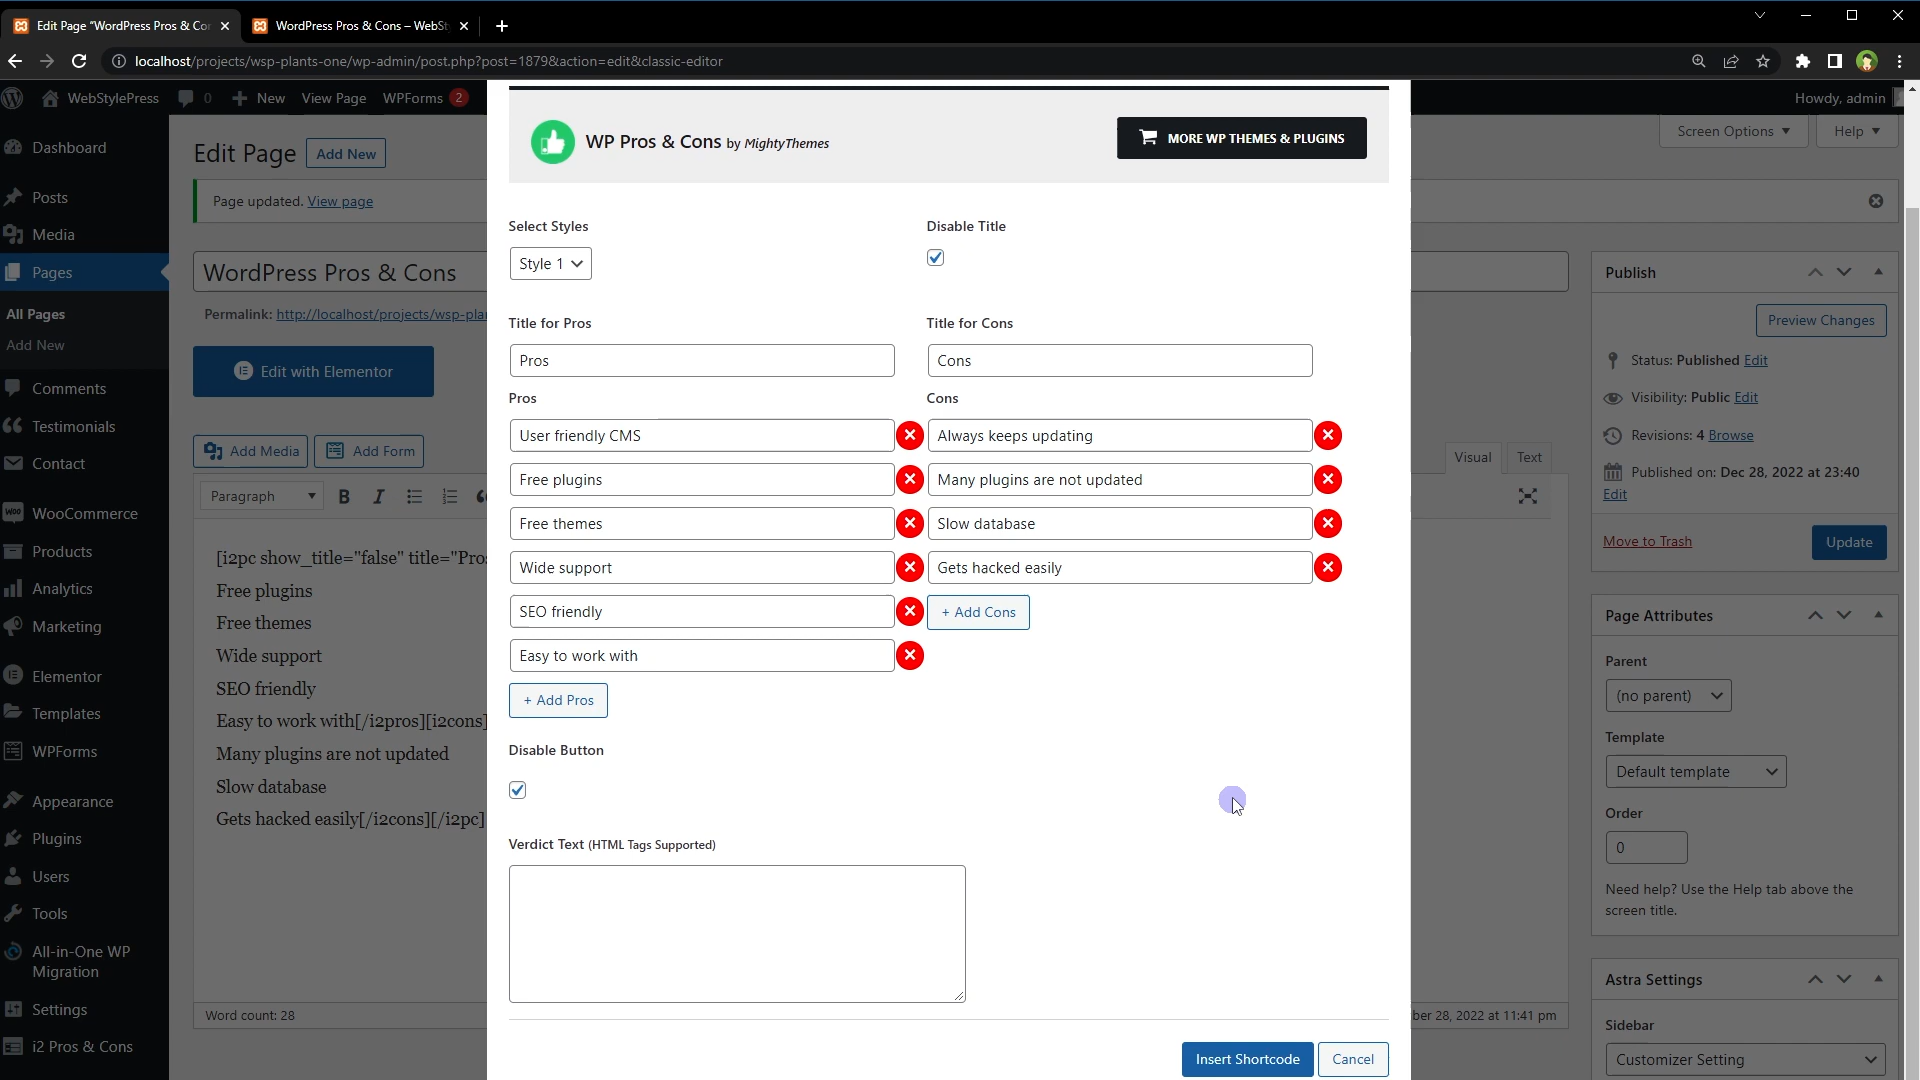 Edit Page "WordPress Pros & Co
WordPress Pros & Cons – WebSt
localhost/projects/wsp-plants-one/wp-admin/post.php?post=1879&action=edit&classic-editor
WebStylePress
0
New
View Page
WPForms
2
Howdy, admin
Dashboard
Posts
Media
Pages
All Pages
Add New
Comments
Testimonials
Contact
WooCommerce
Products
Analytics
Marketing
Elementor
Templates
WPForms
Appearance
Plugins
Users
Tools
All-in-One WP
Migration
Settings
i2 Pros & Cons
Edit Page
Add New
Screen Options
Help
Page updated. View page
WordPress Pros & Cons
Permalink: http://localhost/projects/wsp-pla
Edit with Elementor
Add Media
Add Form
Visual
Text
Paragraph
B
I
[i2pc show_title="false" title="Pro
Free plugins
Free themes
Wide support
SEO friendly
Easy to work with[/i2pros][i2cons]
Many plugins are not updated
Slow database
Gets hacked easily[/i2cons][/i2pc]
Word count: 28
ber 28, 2022 at 11:41 pm
WP Pros & Cons by MightyThemes
MORE WP THEMES & PLUGINS
Select Styles
Disable Title
Style 1
Title for Pros
Title for Cons
Pros
Cons
Pros
Cons
User friendly CMS
Always keeps updating
Free plugins
Many plugins are not updated
Free themes
Slow database
Wide support
Gets hacked easily
SEO friendly
+ Add Cons
Easy to work with
+ Add Pros
Disable Button
Verdict Text (HTML Tags Supported)
Insert Shortcode
Cancel
Publish
Preview Changes
Status: Published Edit
Visibility: Public Edit
Revisions: 4 Browse
Published on: Dec 28, 2022 at 23:40
Edit
Move to Trash
Update
Page Attributes
Parent
(no parent)
Template
Default template
Order
0
Need help? Use the Help tab above the
screen title.
Astra Settings
Sidebar
Customizer Setting